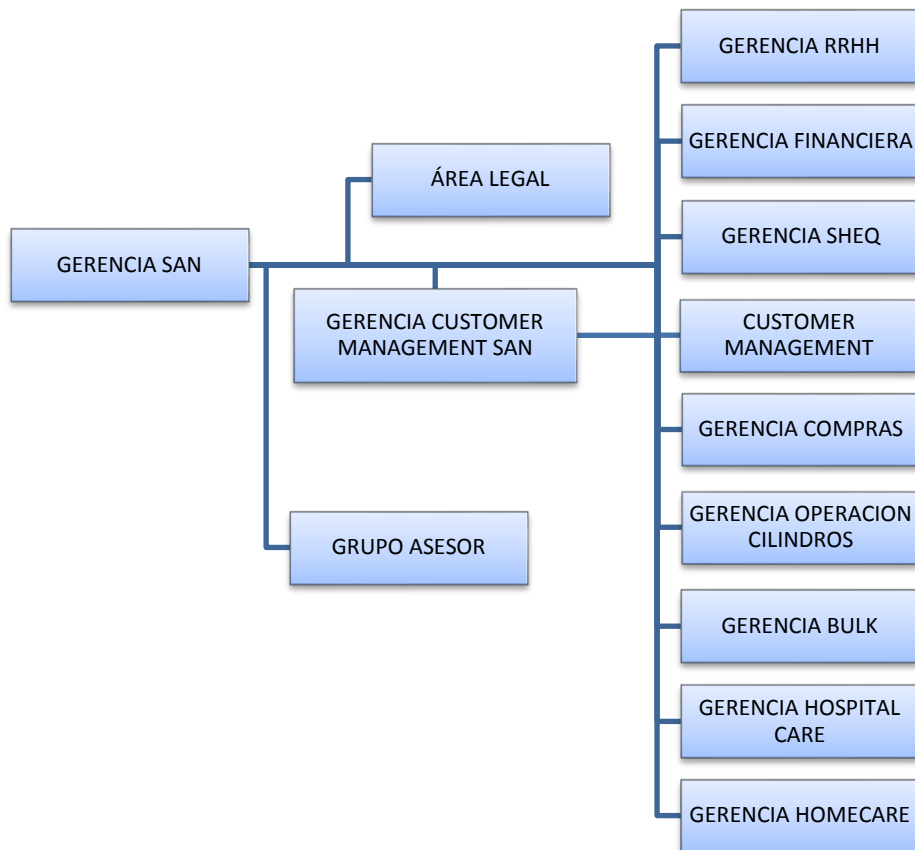 GERENCIA SAN
ÁREA LEGAL
GERENCIA CUSTOMER
MANAGEMENT SAN
GRUPO ASESOR
GERENCIA RRHH
GERENCIA FINANCIERA
GERENCIA SHEQ
CUSTOMER
MANAGEMENT
GERENCIA COMPRAS
GERENCIA OPERACION
CILINDROS
GERENCIA BULK
GERENCIA HOSPITAL
CARE
GERENCIA HOMECARE